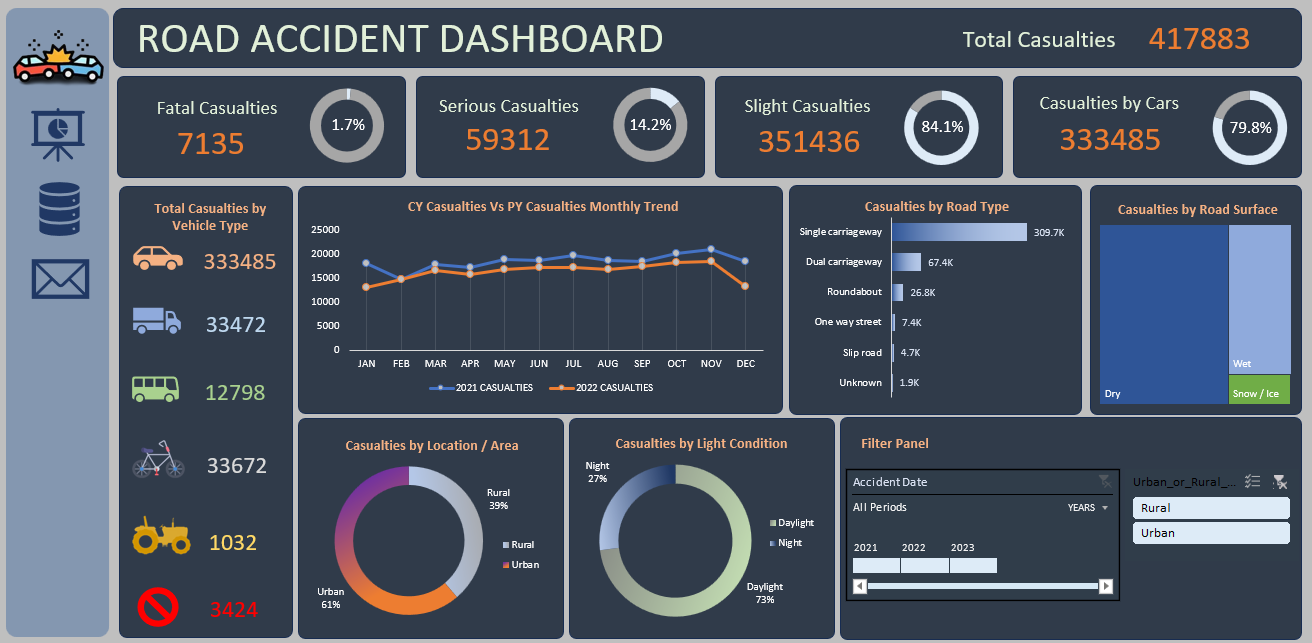 ROAD ACCIDENT DASHBOARD
Total Casualties 417883
Fatal Casualties
7135
1.7%
Serious Casualties
59312
14.2%
Slight Casualties
351436
84.1%
Casualties by Cars
333485
79.8%
Total Casualties by
Vehicle Type
333485
33472
12798
33672
1032
3424
CY Casualties Vs PY Casualties Monthly Trend
25000
20000
15000
10000
5000
0
JAN FEB MAR APR MAY JUN JUL AUG SEP OCT NOV DEC
2021 CASUALTIES 2022 CASUALTIES
Casualties by Road Type
Single carriageway 309.7K
Dual carriageway 67.4K
Roundabout 26.8K
One way street 7.4K
Slip road 4.7K
Unknown 1.9K
Casualties by Road Surface
Wet
Dry
Snow / Ice
Casualties by Location / Area
Rural
39%
Rural
Urban
Urban
61%
Casualties by Light Condition
Night
27%
Daylight
Night
Daylight
73%
Filter Panel
Accident Date
All Periods YEARS
2021 2022 2023
Urban_or_Rural_...
Rural
Urban